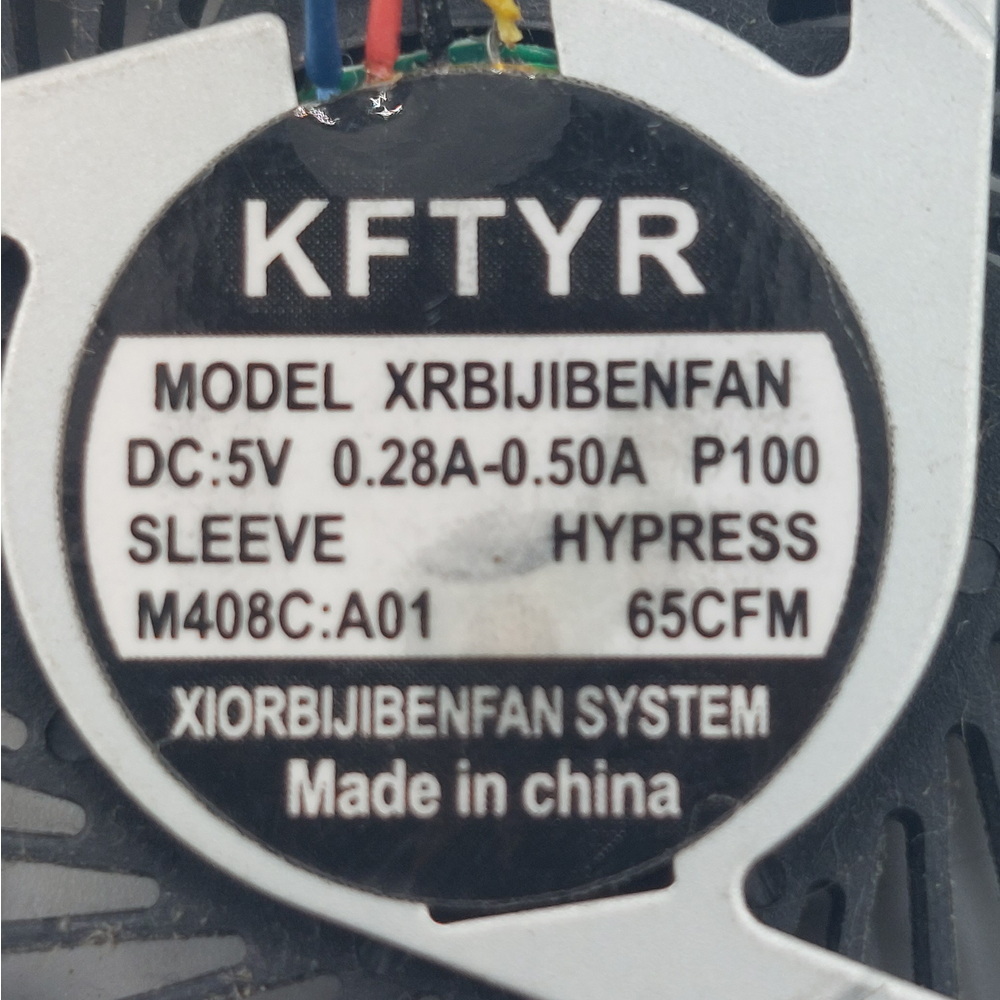 KFTYR
MODEL XRBIJIBENFAN
DC:5V 0.28A-0.50A P100
SLEEVE HYPRESS
M408C:A01 65CFM
XIORBIJIBENFAN SYSTEM
Made in china